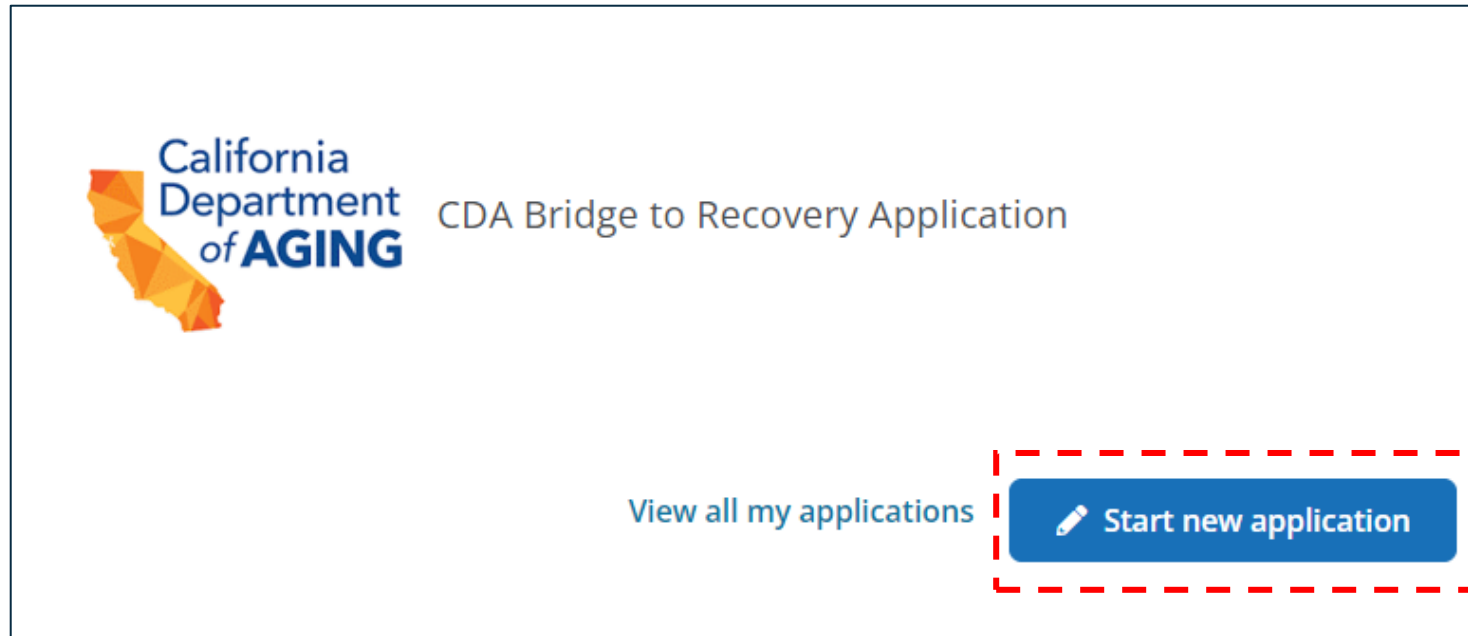 California
Department
of AGING
CDA Bridge to Recovery Application
View all my applications
Start new application